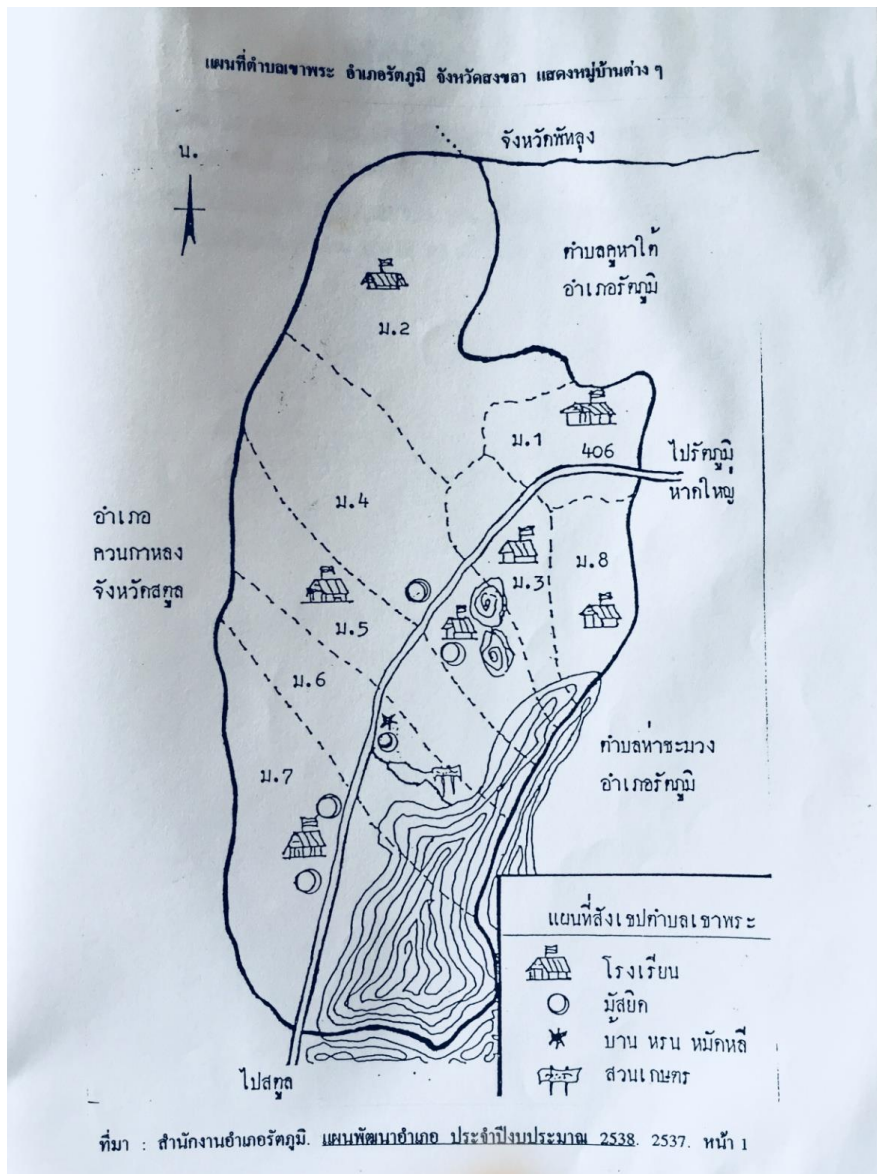 แผนที่ตำบลเขาพระ อำเภอรัตภูมิ จังหวัดสงขลา แสดงหมู่บ้านต่าง ๆ
จังหวัดพัทลุง
น.
ตำบลคูหาใต้
อำเภอรัตภูมิ
ม.2
ม.1
406
ไปรัตภูมิ
หาดใหญ่
ม.4
อำเภอ
ควนกาหลง
จังหวัดสตูล
ม.3
ม.8
ม.5
ม.6
ตำบลท่าชะมวง
อำเภอรัตภูมิ
ม.7
แผนที่สังเขปตำบลเขาพระ
โรงเรียน
มัสยิด
บ้าน หรน หมัดหลี
สวนเกษตร
ไปสตูล
ที่มา : สำนักงานอำเภอรัตภูมิ. แผนพัฒนาอำเภอ ประจำปีงบประมาณ 2538. 2537. หน้า 1